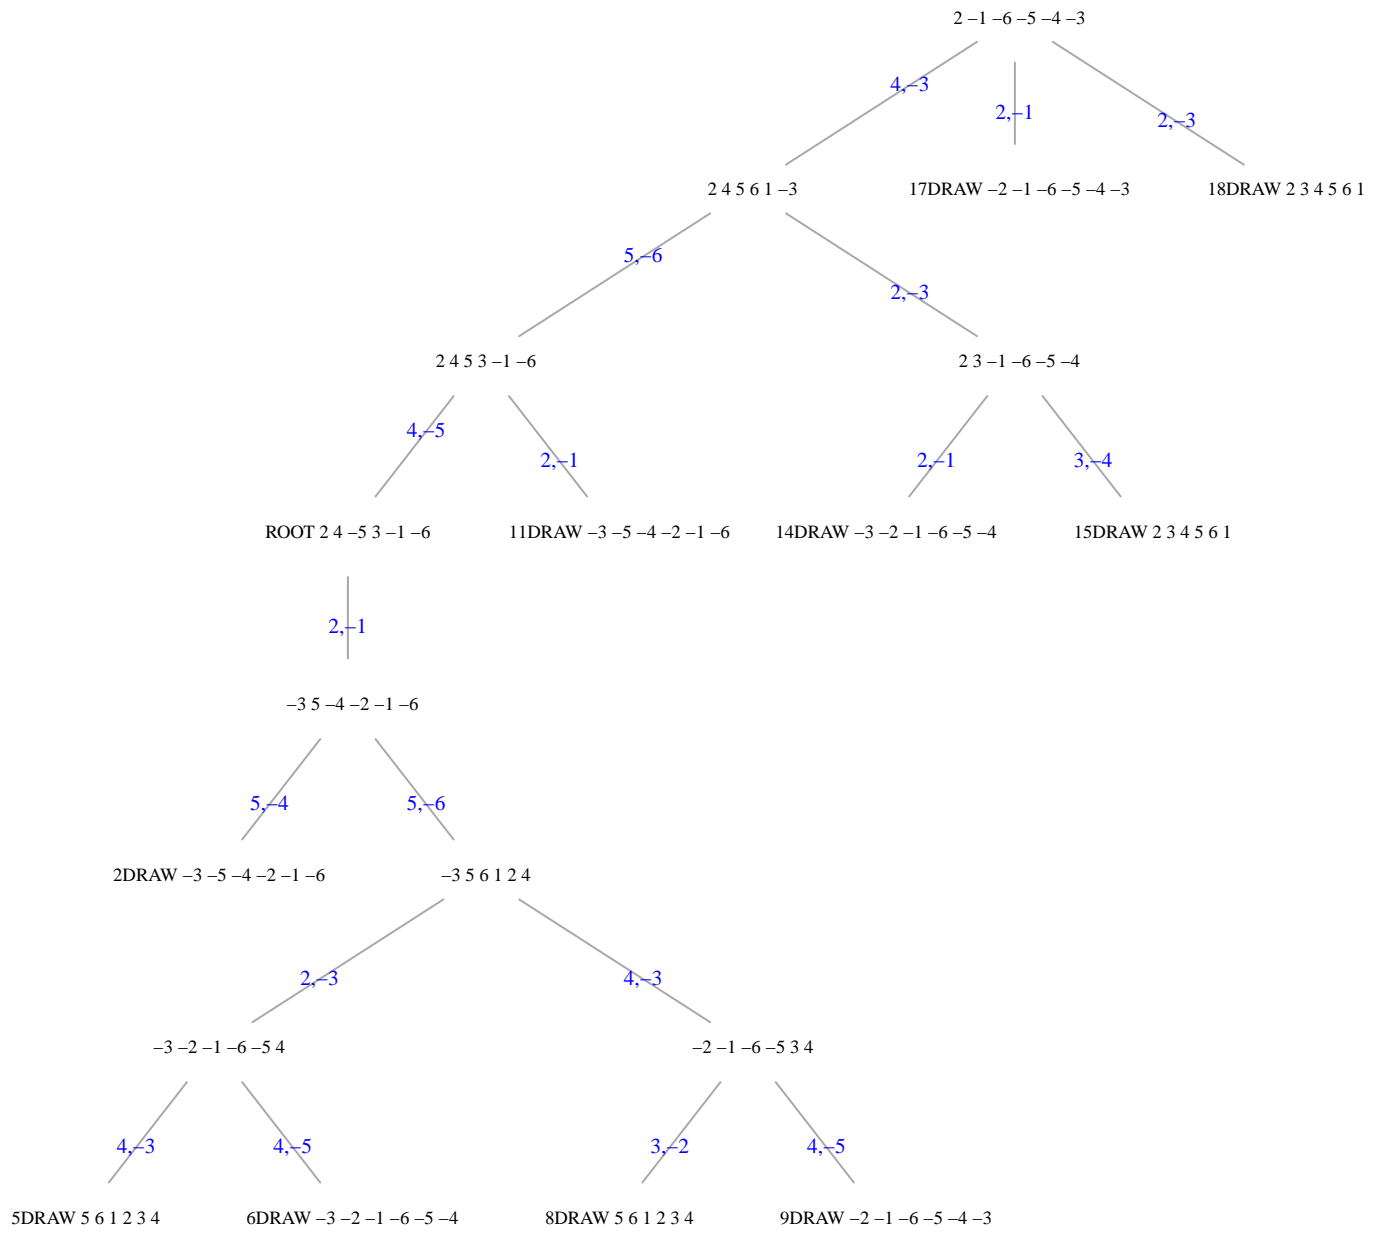 2 –1 –6 –5 –4 –3
4,–3
2,–1
2,–3
2 4 5 6 1 –3
17DRAW –2 –1 –6 –5 –4 –3
18DRAW 2 3 4 5 6 1
5,–6
2,–3
2 4 5 3 –1 –6
2 3 –1 –6 –5 –4
4,–5
2,–1
2,–1
3,–4
ROOT 2 4 –5 3 –1 –6
11DRAW –3 –5 –4 –2 –1 –6
14DRAW –3 –2 –1 –6 –5 –4
15DRAW 2 3 4 5 6 1
2,–1
–3 5 –4 –2 –1 –6
5,–4
5,–6
2DRAW –3 –5 –4 –2 –1 –6
–3 5 6 1 2 4
2,–3
4,–3
–3 –2 –1 –6 –5 4
–2 –1 –6 –5 3 4
4,–3
4,–5
3,–2
4,–5
5DRAW 5 6 1 2 3 4
6DRAW –3 –2 –1 –6 –5 –4
8DRAW 5 6 1 2 3 4
9DRAW –2 –1 –6 –5 –4 –3